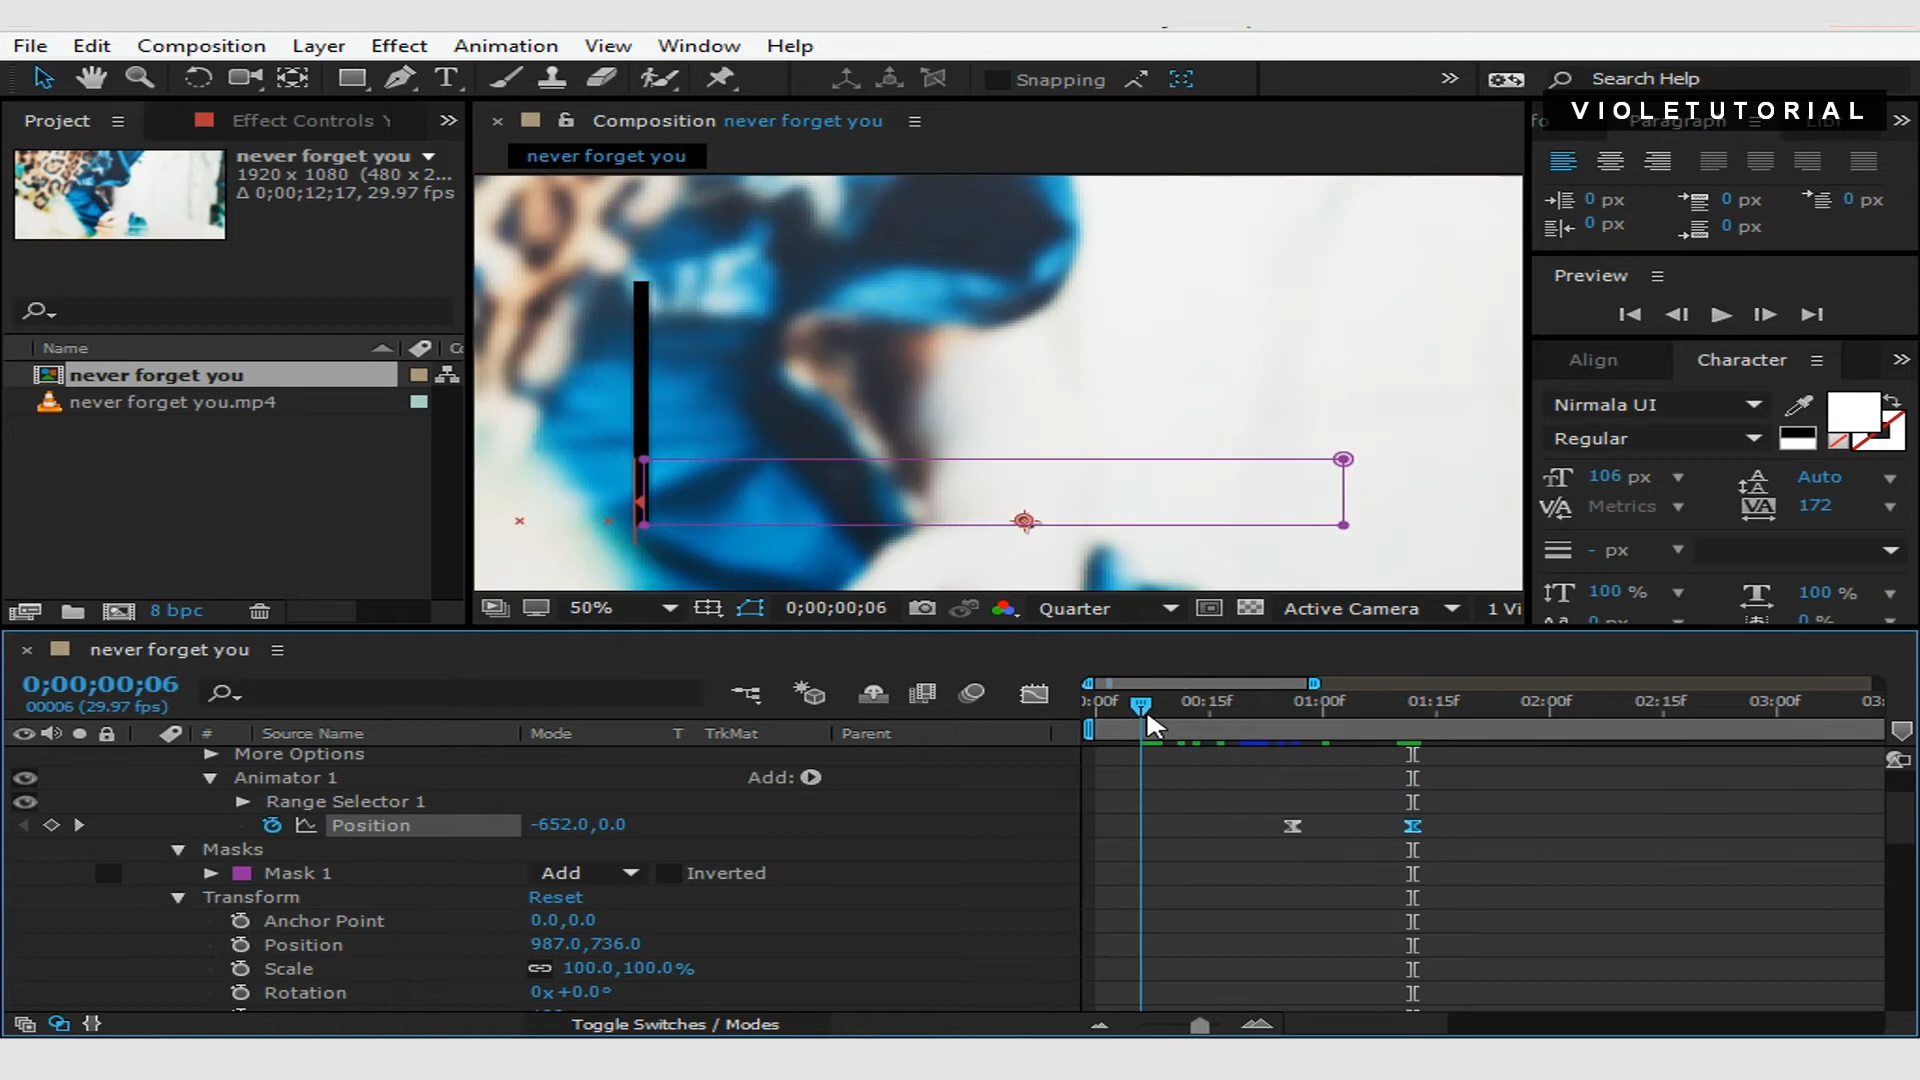 File Edit Composition Layer Effect Animation View Window Help
Snapping Search Help
VIOLETUTORIAL
Project Effect Controls Composition never forget you Paragraph
never forget you
never forget you
1920 x 1080 (480 x 2...
Δ 0;00;12;17, 29.97 fps
0 px 0 px 0 px
0 px 0 px
Preview
Name
never forget you
never forget you.mp4
Align Character
Nirmala UI
Regular
106 px Auto
Metrics 172
- px
100 % 100 %
0 px 0 %
8 bpc
50% 0;00;00;06 Quarter Active Camera 1 Vi
never forget you
0;00;00;06
00006 (29.97 fps)
):00f 00:15f 01:00f 01:15f 02:00f 02:15f 03:00f 03:
# Source Name Mode T TrkMat Parent
More Options
Animator 1 Add:
Range Selector 1
Position -652.0,0.0
Masks
Mask 1 Add Inverted
Transform Reset
Anchor Point 0.0,0.0
Position 987.0,736.0
Scale 100.0,100.0%
Rotation 0x+0.0°
Toggle Switches / Modes